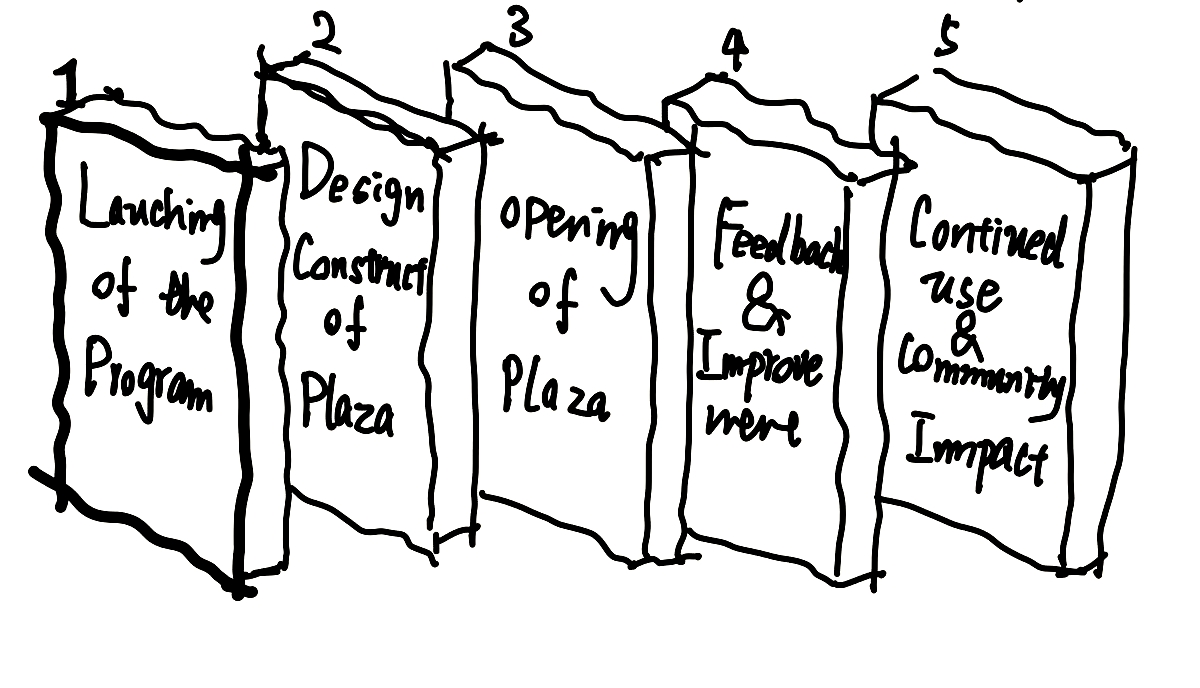 1
Lauching
of the
Program
2
Design
Construct
of
Plaza
3
Opening
of
Plaza
4
Feedback
&
Improve
mene
5
Contined
use
&
Community
Impact